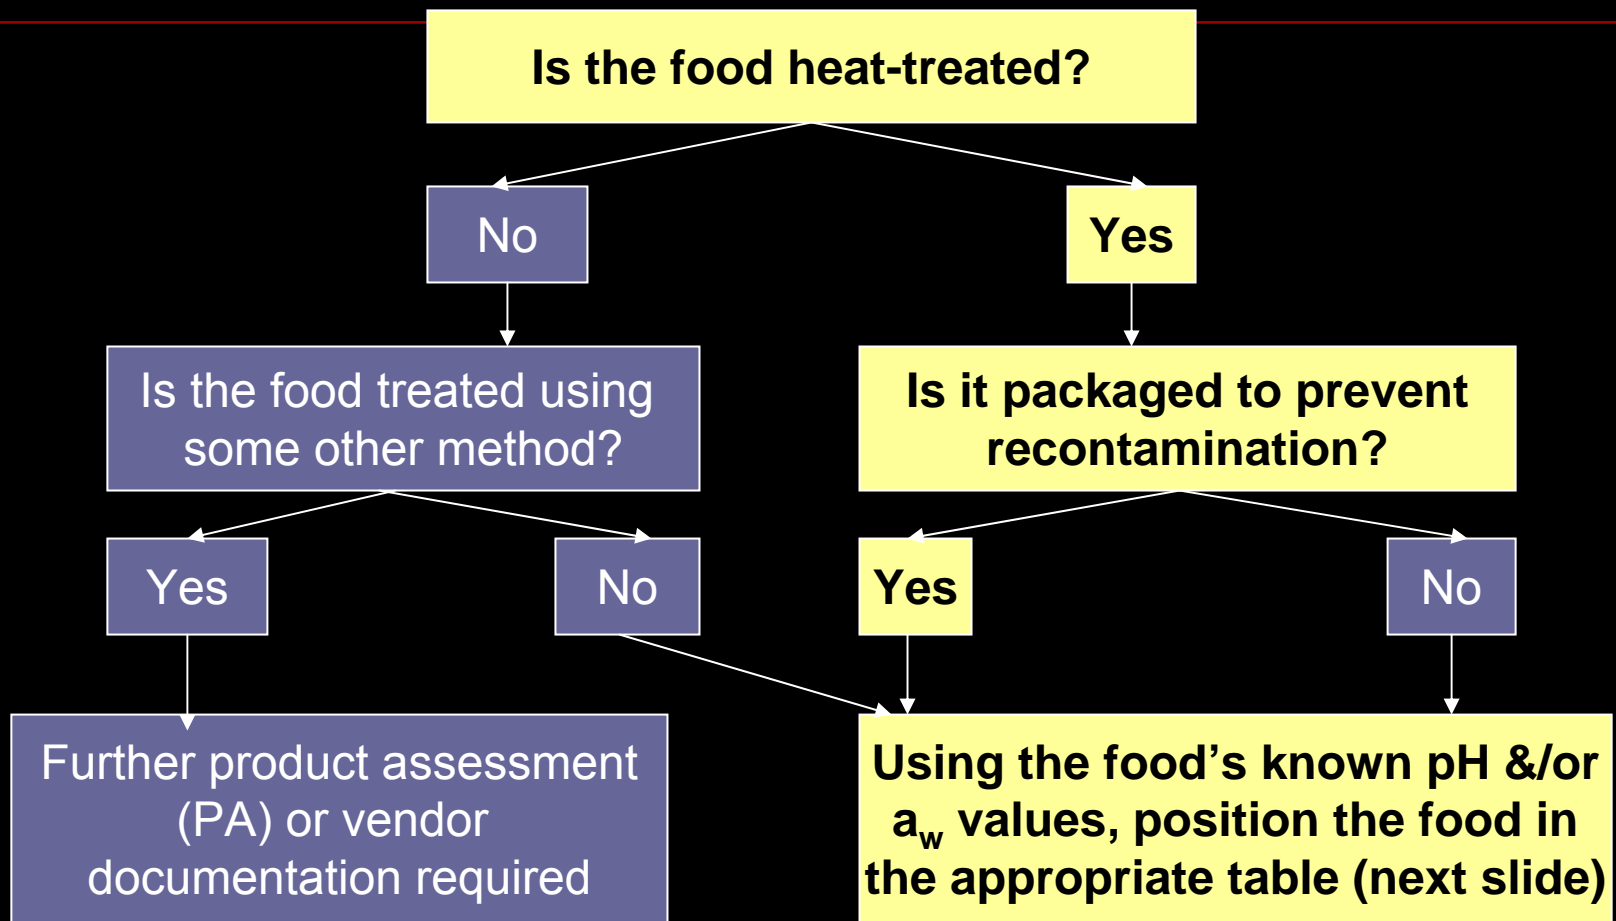 Is the food heat-treated?
No
Yes
Is the food treated using
some other method?
Is it packaged to prevent
recontamination?
Yes
No
Yes
No
Further product assessment
(PA) or vendor
documentation required
Using the food’s known pH &/or
aw values, position the food in
the appropriate table (next slide)